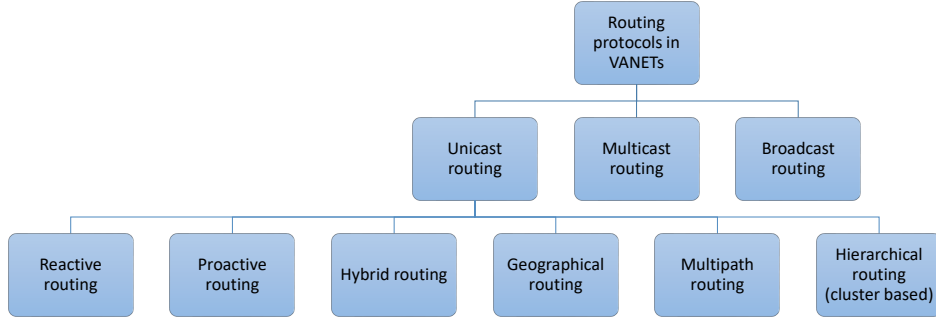 Routing
protocols in
VANETs
Unicast
routing
Multicast
routing
Broadcast
routing
Reactive
routing
Proactive
routing
Hybrid routing
Geographical
routing
Multipath
routing
Hierarchical
routing
(cluster based)